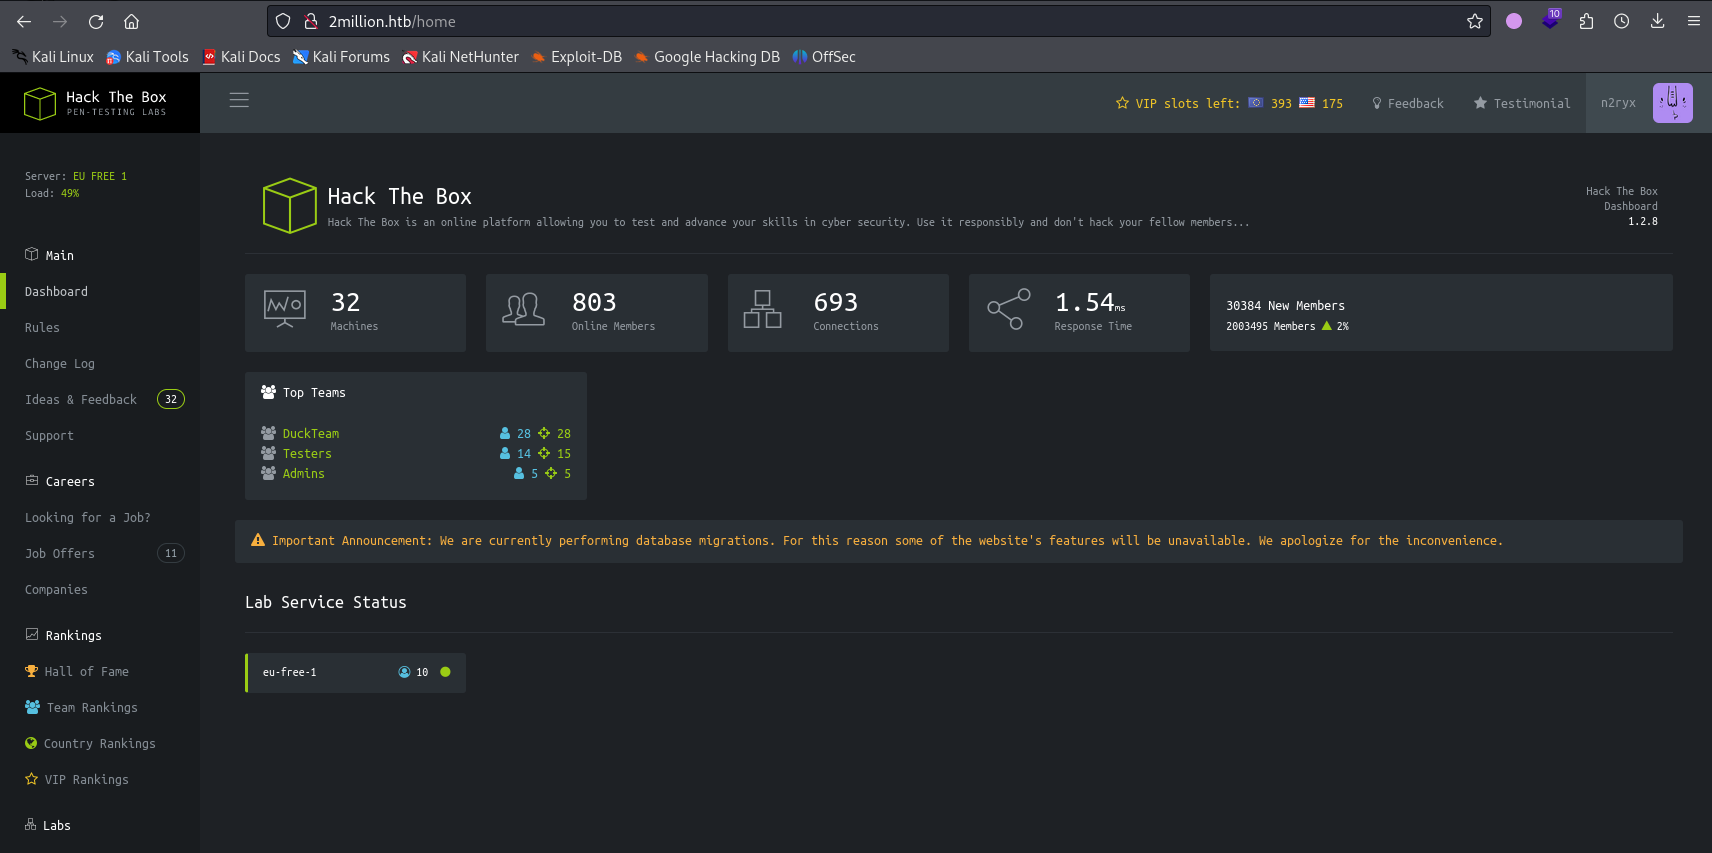 2million.htb/home
10
Kali Linux Kali Tools Kali Docs Kali Forums Kali NetHunter Exploit-DB Google Hacking DB OffSec
Hack The Box
PEN-TESTING LABS
VIP slots left: 393 175 Feedback Testimonial n2ryx
Server: EU FREE 1
Load: 49%
Main
Dashboard
Rules
Change Log
Ideas & Feedback 32
Support
Careers
Looking for a Job?
Job Offers 11
Companies
Rankings
Hall of Fame
Team Rankings
Country Rankings
VIP Rankings
Labs
Hack The Box
Hack The Box is an online platform allowing you to test and advance your skills in cyber security. Use it responsibly and don't hack your fellow members...
Hack The Box
Dashboard
1.2.8
32
Machines
803
Online Members
693
Connections
1.54ms
Response Time
30384 New Members
2003495 Members 2%
Top Teams
DuckTeam 28 28
Testers 14 15
Admins 5 5
Important Announcement: We are currently performing database migrations. For this reason some of the website's features will be unavailable. We apologize for the inconvenience.
Lab Service Status
eu-free-1 10